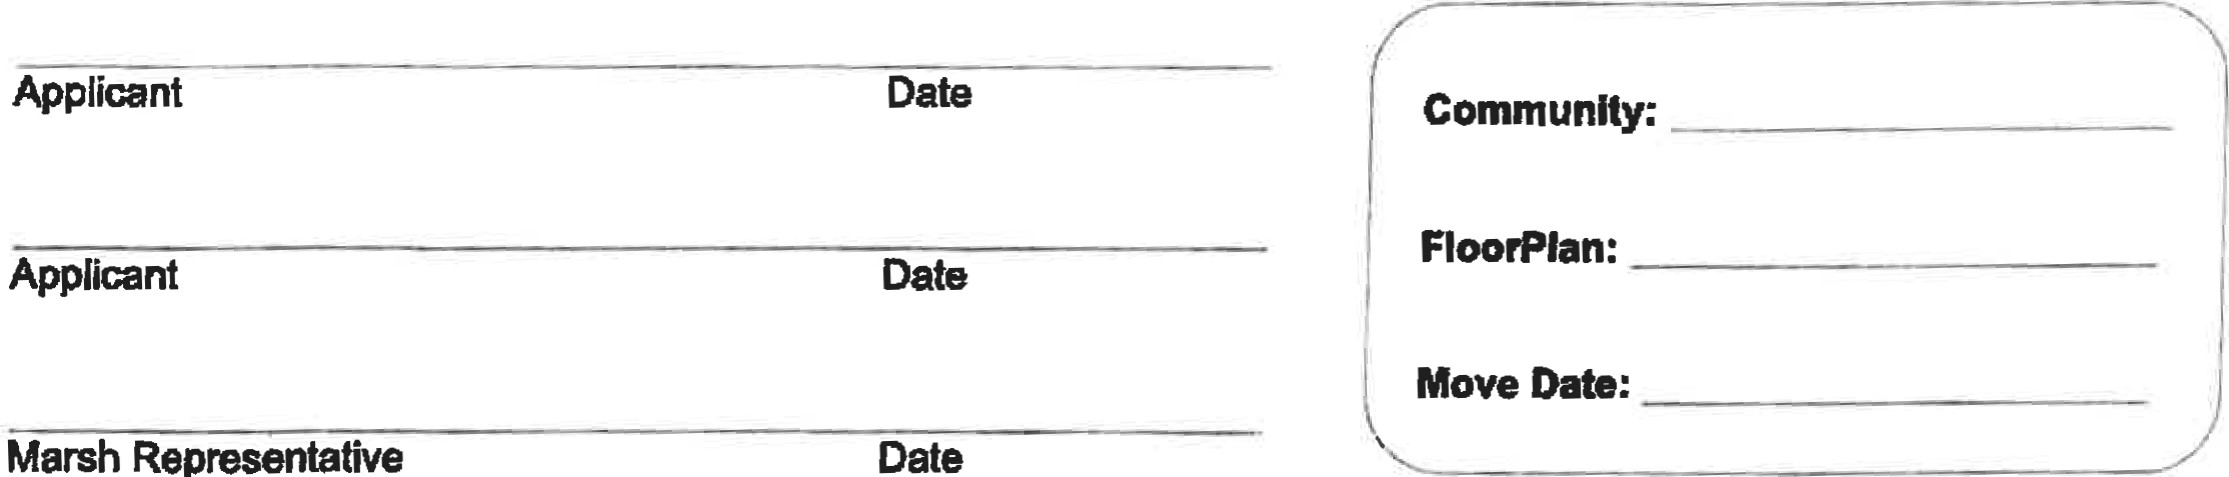 Applicant Date
Applicant Date
Marsh Representative Date
Community:
FloorPlan:
Move Date: